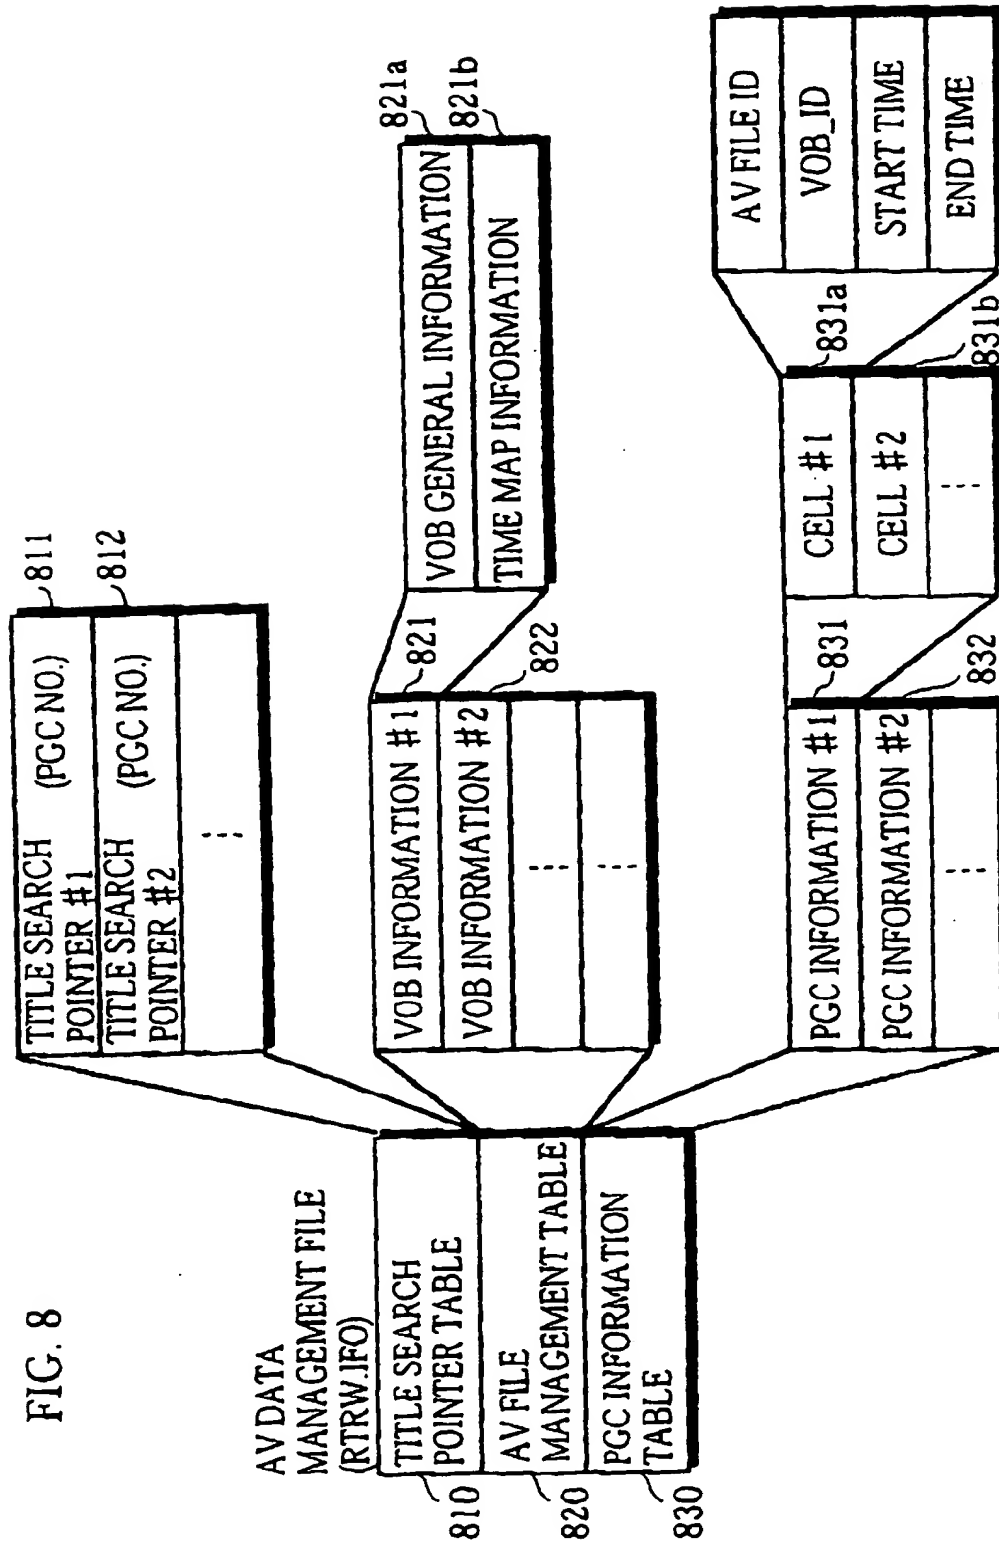 FIG. 8
AV DATA
MANAGEMENT FILE
(RTRW.IFO)
810
TITLE SEARCH
POINTER TABLE
820
AV FILE
MANAGEMENT TABLE
830
PGC INFORMATION
TABLE
TITLE SEARCH (PGC NO.)
POINTER #1
811
TITLE SEARCH (PGC NO.)
POINTER #2
812
VOB INFORMATION #1
821
VOB INFORMATION #2
822
VOB GENERAL INFORMATION
821a
TIME MAP INFORMATION
821b
PGC INFORMATION #1
831
PGC INFORMATION #2
832
CELL #1
831a
CELL #2
831b
AV FILE ID
VOB_ID
START TIME
END TIME